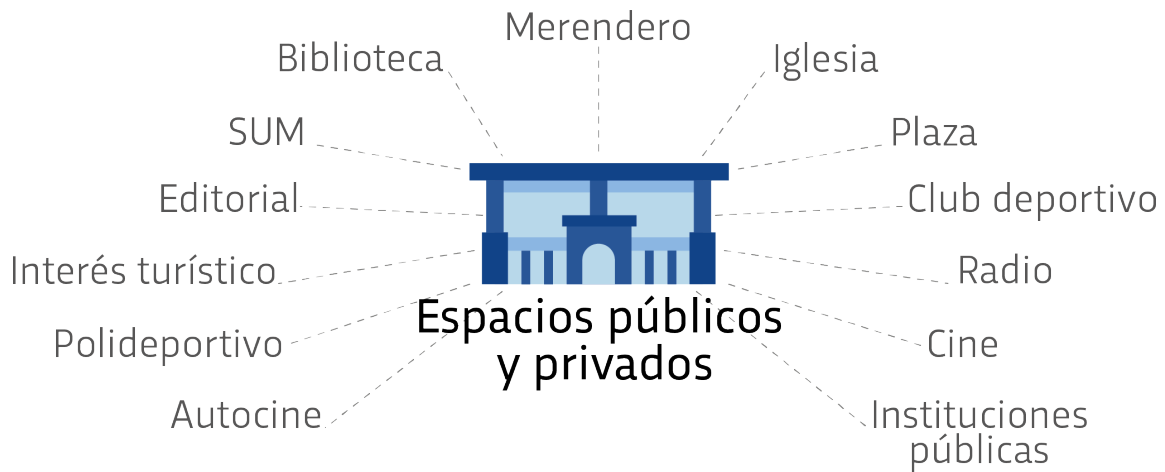 Merendero
Biblioteca
Iglesia
SUM
Plaza
Editorial
Club deportivo
Interés turístico
Radio
Espacios públicos
y privados
Polideportivo
Cine
Autocine
Instituciones
públicas